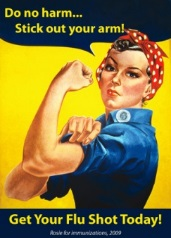 Do no harm...
Stick out your arm!
Get Your Flu Shot Today!
Rosie for immunizations, 2009